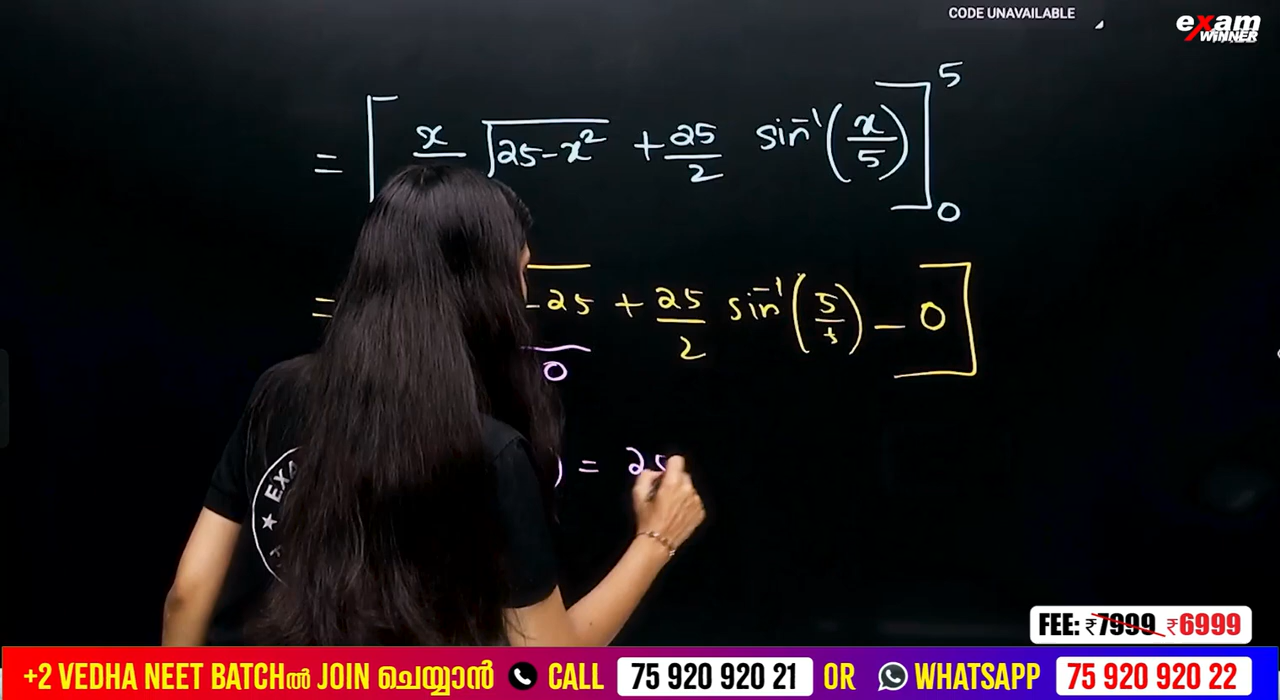 CODE UNAVAILABLE
exam
WINNER
= [ x √25-x² + 25/2 sin⁻¹(x/5) ]⁵₀
= - 25 + 25/2 sin⁻¹(5/5) - 0 ]
0
) = 25
EXA
FEE: ₹7999 ₹6999
+2 VEDHA NEET BATCHൽ JOIN ചെയ്യാൻ CALL 75 920 920 21 OR WHATSAPP 75 920 920 22